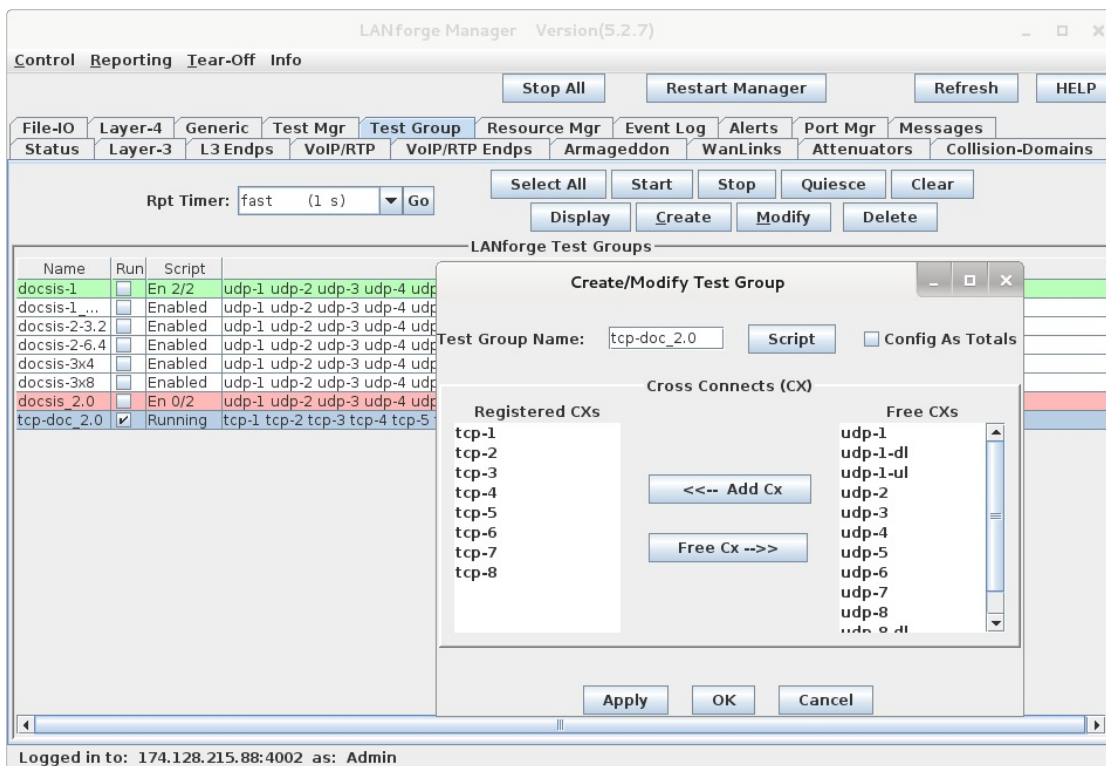 LANforge Manager Version(5.2.7)
Control Reporting Tear-Off Info
Stop All Restart Manager Refresh HELP
File-IO Layer-4 Generic Test Mgr Test Group Resource Mgr Event Log Alerts Port Mgr Messages
Status Layer-3 L3 Endps VoIP/RTP VoIP/RTP Endps Armageddon WanLinks Attenuators Collision-Domains
Rpt Timer: fast (1 s) Go
Select All Start Stop Quiesce Clear
Display Create Modify Delete
LANforge Test Groups
Name Run Script
docsis-1 En 2/2 udp-1 udp-2 udp-3 udp-4 udp
docsis-1_... Enabled udp-1 udp-2 udp-3 udp-4 udp
docsis-2-3.2 Enabled udp-1 udp-2 udp-3 udp-4 udp
docsis-2-6.4 Enabled udp-1 udp-2 udp-3 udp-4 udp
docsis-3x4 Enabled udp-1 udp-2 udp-3 udp-4 udp
docsis-3x8 Enabled udp-1 udp-2 udp-3 udp-4 udp
docsis_2.0 En 0/2 udp-1 udp-2 udp-3 udp-4 udp
tcp-doc_2.0 Running tcp-1 tcp-2 tcp-3 tcp-4 tcp-5
Create/Modify Test Group
Test Group Name: tcp-doc_2.0 Script Config As Totals
Cross Connects (CX)
Registered CXs
tcp-1
tcp-2
tcp-3
tcp-4
tcp-5
tcp-6
tcp-7
tcp-8
<<-- Add Cx
Free Cx -->>
Free CXs
udp-1
udp-1-dl
udp-1-ul
udp-2
udp-3
udp-4
udp-5
udp-6
udp-7
udp-8
udp-8-dl
Apply OK Cancel
Logged in to: 174.128.215.88:4002 as: Admin